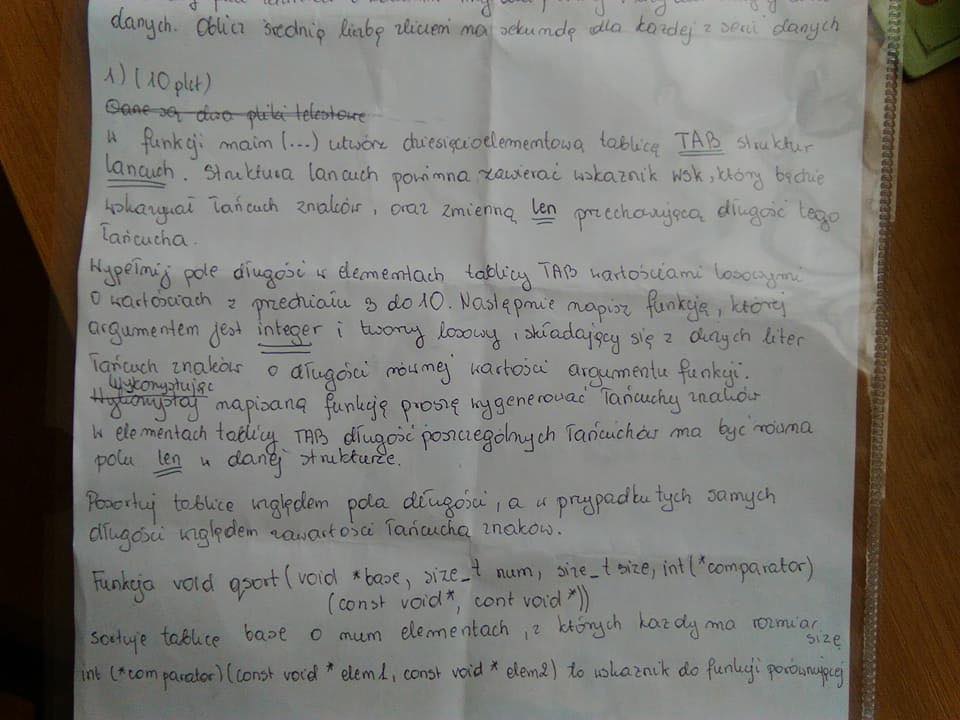 danych. Oblicz średnię liczbę zliczeń na sekundę dla każdej z serii danych
1) (10 pkt)
Dane są dwa pliki tekstowe
W funkcji main (...) utwórz dziesięcioelementową tablicę TAB struktur
lancuch. Struktura lancuch powinna zawierać wskaznik wsk, który będzie
wskazywał łańcuch znaków, oraz zmienną len przechowującą długość tego
łańcucha.
Wypełnij pole długość w elementach tablicy TAB wartościami losowymi
o wartościach z przedziału 3 do 10. Następnie napisz funkcję, której
argumentem jest integer i tworzy losowy, składający się z dużych liter
łańcuch znaków o długości równej wartości argumentu funkcji.
Wykorzystując
Wykorzystaj napisaną funkcję proszę wygenerować łańcuchy znaków
w elementach tablicy TAB długość poszczególnych łańcuchów ma być równa
polu len w danej strukturze.
Posortuj tablice względem pola długości, a w przypadku tych samych
długości względem zawartości łańcucha znaków.
Funkcja void qsort (void *base, size_t num, size_t size, int (*comparator)
(const void*, cont void*))
sortuje tablice base o num elementach, z których każdy ma rozmiar
size
int (*comparator)(const void * elem1, const void * elem2) to wskaznik do funkcji porównującej